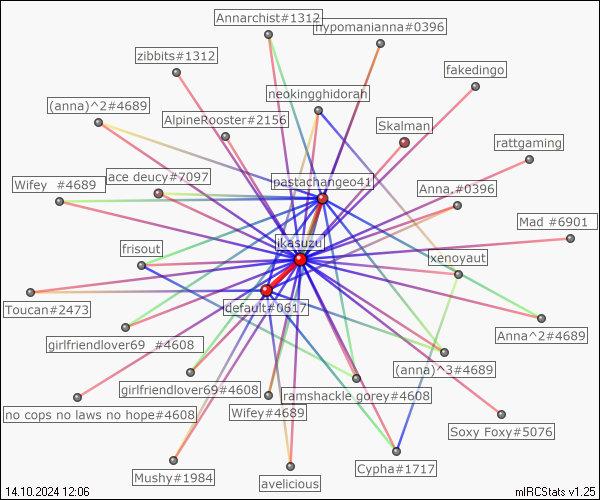 Annarchist#1312
hypomanianna#0396
zibbits#1312
fakedingo
(anna)^2#4689
neokingghidorah
AlpineRooster#2156
Skalman
rattgaming
Wifey _#4689
ace deucy#7097
pastachangeo41
Anna.#0396
Mad_#6901
frisout
ikasuzu
xenoyaut
Toucan#2473
default#0617
Anna^2#4689
girlfriendlover69 _#4608
(anna)^3#4689
girlfriendlover69#4608
ramshackle gorey#4608
no cops no laws no hope#4608
Wifey#4689
Soxy Foxy#5076
Mushy#1984
avelicious
Cypha#1717
14.10.2024 12:06
mIRCStats v1.25